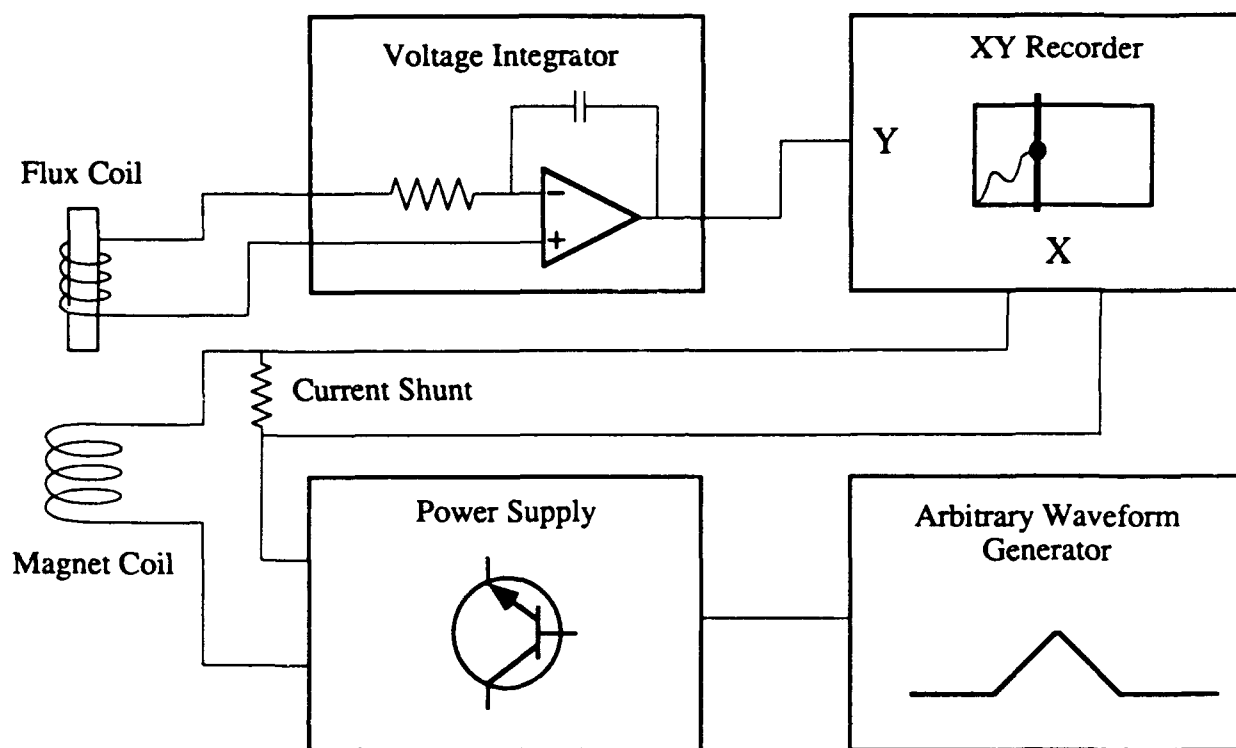 Voltage Integrator
XY Recorder
Flux Coil
−
+
Y
X
Current Shunt
Magnet Coil
Power Supply
Arbitrary Waveform
Generator